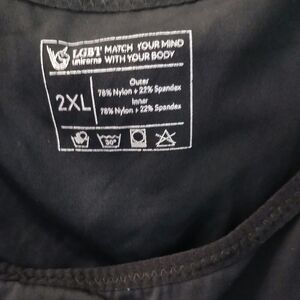 LGBT MATCH YOUR MIND
unicorns WITH YOUR BODY
2XL
Outer
78% Nylon + 22% Spandex
Inner
78% Nylon + 22% Spandex
30°